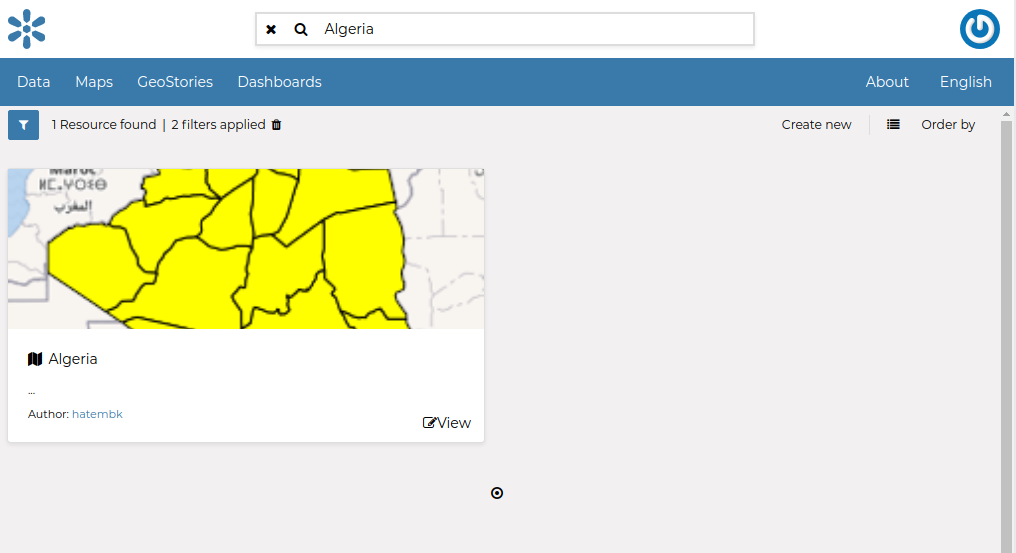 Algeria
Data Maps GeoStories Dashboards About English
1 Resource found | 2 filters applied Create new Order by
Maroc
ⵍⵎⵖⵔⵉⴱ
المغرب
Algeria
...
Author: hatembk
View